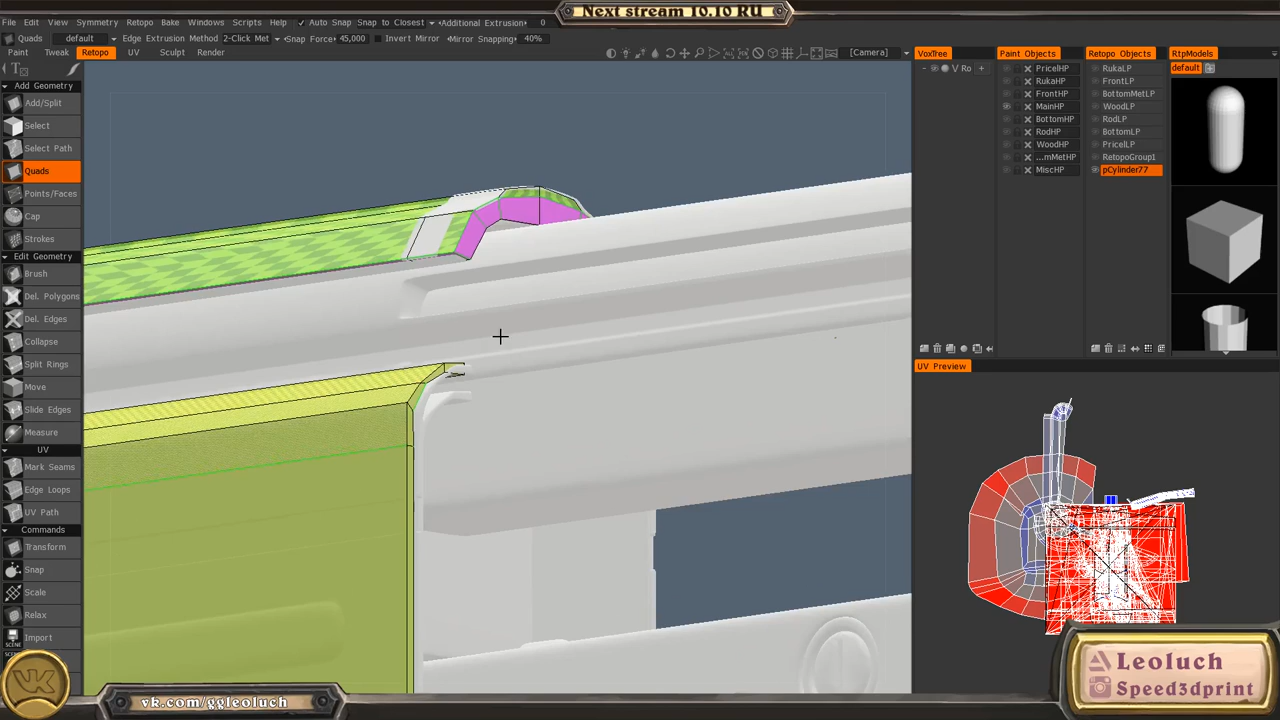 Next stream 10.10 RU
File Edit View Symmetry Retopo Bake Windows Scripts Help Auto Snap Snap to Closest Additional Extrusion 0
Quads default Edge Extrusion Method 2-Click Met Snap Force 45,000 Invert Mirror Mirror Snapping 40%
Paint Tweak Retopo UV Sculpt Render [Camera]
VoxTree Paint Objects Retopo Objects RtpModels
V Ro +
default
Add Geometry
Add/Split
Select
Select Path
Quads
Points/Faces
Cap
Strokes
Edit Geometry
Brush
Del. Polygons
Del. Edges
Collapse
Split Rings
Move
Slide Edges
Measure
UV
Mark Seams
Edge Loops
UV Path
Commands
Transform
Snap
Scale
Relax
Import
SCENE
PricelHP
RukaHP
FrontHP
MainHP
BottomHP
RodHP
WoodHP
...mMetHP
MiscHP
RukaLP
FrontLP
BottomMetLP
WoodLP
RodLP
BottomLP
PricelLP
RetopoGroup1
pCylinder77
UV Preview
vk.com/ggleoluch
Leoluch
Speed3dprint